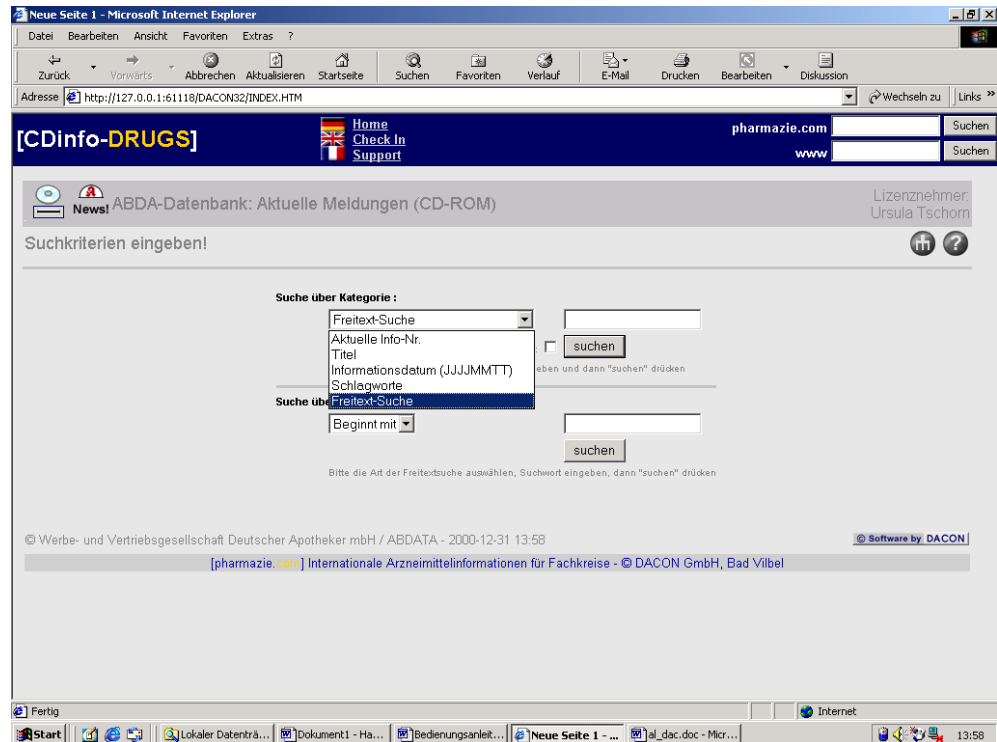 Neue Seite 1 - Microsoft Internet Explorer
Datei Bearbeiten Ansicht Favoriten Extras ?
Zurück Vorwärts Abbrechen Aktualisieren Startseite Suchen Favoriten Verlauf E-Mail Drucken Bearbeiten Diskussion
Adresse http://127.0.0.1:61118/DACON32/INDEX.HTM Wechseln zu Links »
[CDinfo-DRUGS]
Home
Check In
Support
pharmazie.com Suchen
www Suchen
News! ABDA-Datenbank: Aktuelle Meldungen (CD-ROM)
Lizenznehmer:
Ursula Tschorn
Suchkriterien eingeben!
?
Suche über Kategorie :
Freitext-Suche
Aktuelle Info-Nr.
Titel
Informationsdatum (JJJJMMTT)
Schlagworte
Freitext-Suche
suchen
eben und dann "suchen" drücken
Suche übe
Beginnt mit
suchen
Bitte die Art der Freitextsuche auswählen, Suchwort eingeben, dann "suchen" drücken
© Werbe- und Vertriebsgesellschaft Deutscher Apotheker mbH / ABDATA - 2000-12-31 13:58
© Software by DACON
[pharmazie.com] Internationale Arzneimittelinformationen für Fachkreise - © DACON GmbH, Bad Vilbel
Fertig Internet
Start Lokaler Datenträ... Dokument1 - Ha... Bedienungsanleit... Neue Seite 1 - ... al_dac.doc - Micr... 13:58